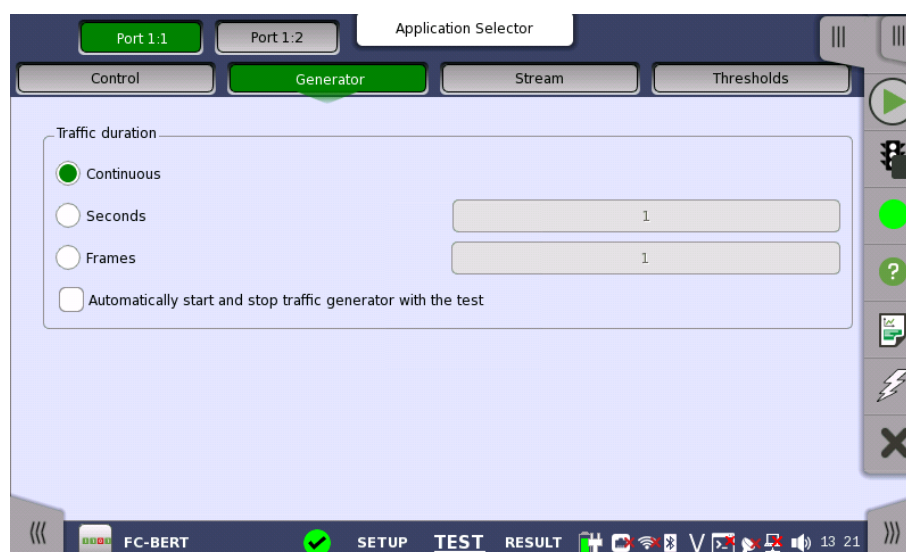 Application Selector
Port 1:1
Port 1:2
Control
Generator
Stream
Thresholds
Traffic duration
Continuous
Seconds
1
Frames
1
Automatically start and stop traffic generator with the test
FC-BERT
SETUP
TEST
RESULT
13 21